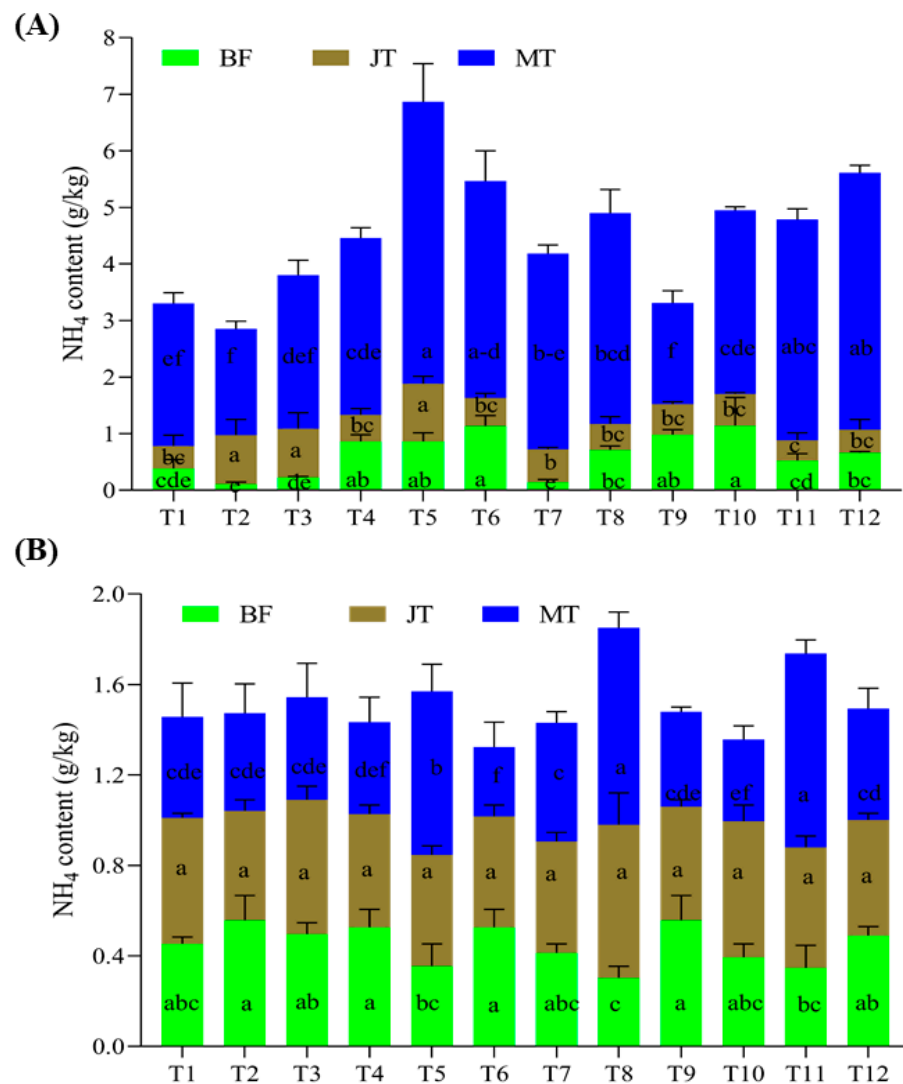 (A)
BF JT MT
NH4 content (g/kg)
8
7
6
5
4
3
2
1
0
ef f def cde a a-d b-e bcd f cde abc ab
bc a a bc a bc b bc bc bc c bc
cde e de ab ab a e bc ab a cd bc
T1 T2 T3 T4 T5 T6 T7 T8 T9 T10 T11 T12
(B)
BF JT MT
NH4 content (g/kg)
2.0
1.6
1.2
0.8
0.4
0.0
cde cde cde def b f c a cde ef a cd
a a a a a a a a a a a a
abc a ab a bc a abc c a abc bc ab
T1 T2 T3 T4 T5 T6 T7 T8 T9 T10 T11 T12